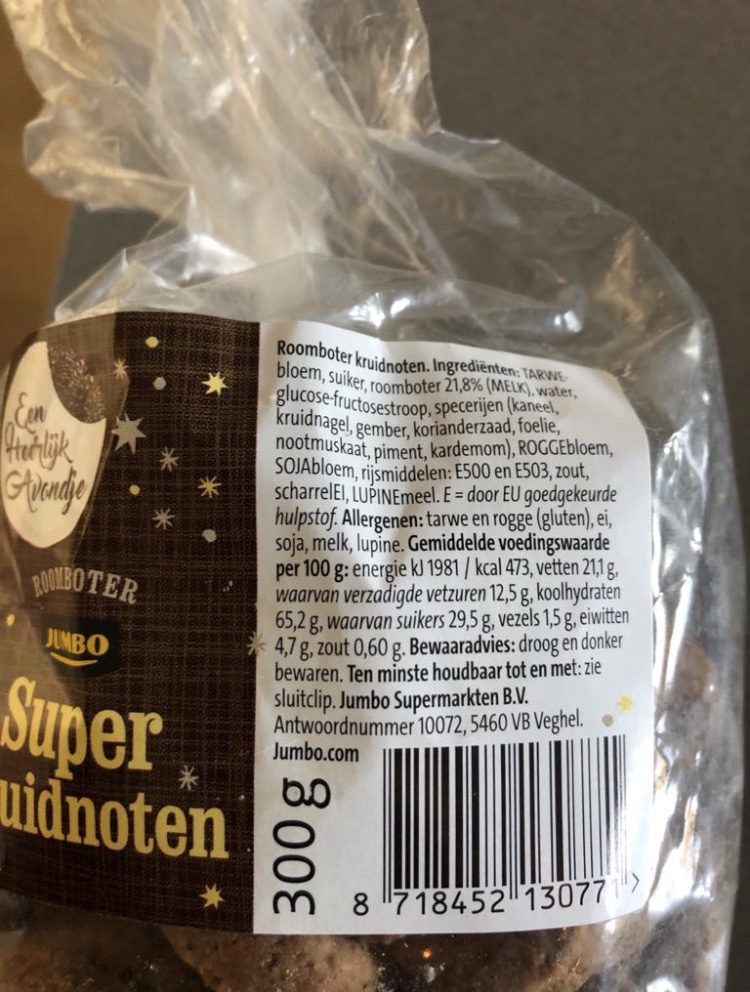 Een
Heerlijk
Avondje
ROOMBOTER
JUMBO
Super
uidnoten
Roomboter kruidnoten. Ingrediënten: TARWE-
bloem, suiker, roomboter 21,8% (MELK), water,
glucose-fructosestroop, specerijen (kaneel,
kruidnagel, gember, korianderzaad, foelie,
nootmuskaat, piment, kardemom), ROGGEbloem,
SOJAbloem, rijsmiddelen: E500 en E503, zout,
scharrelEI, LUPINEmeel. E = door EU goedgekeurde
hulpstof. Allergenen: tarwe en rogge (gluten), ei,
soja, melk, lupine. Gemiddelde voedingswaarde
per 100 g: energie kJ 1981 / kcal 473, vetten 21,1 g,
waarvan verzadigde vetzuren 12,5 g, koolhydraten
65,2 g, waarvan suikers 29,5 g, vezels 1,5 g, eiwitten
4,7 g, zout 0,60 g. Bewaaradvies: droog en donker
bewaren. Ten minste houdbaar tot en met: zie
sluitclip. Jumbo Supermarkten B.V.
Antwoordnummer 10072, 5460 VB Veghel.
Jumbo.com
300 g
8 718452 130771 >